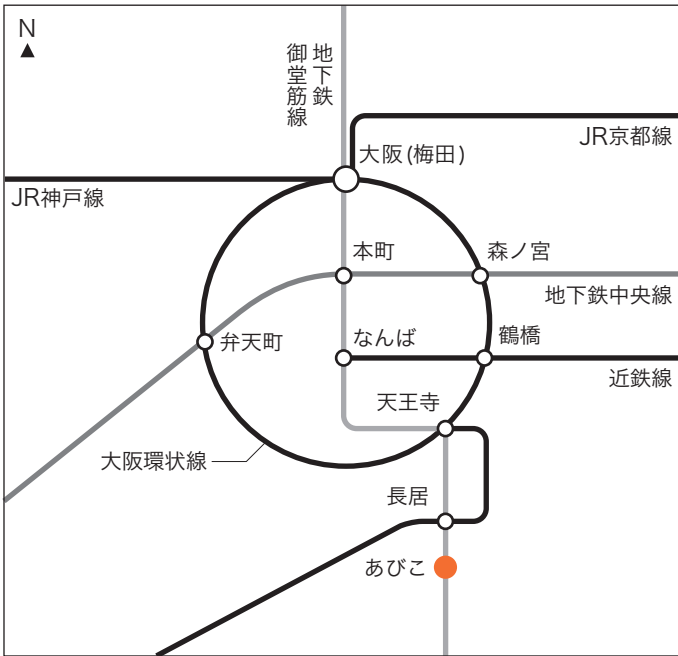 N
地下鉄
御堂筋線
JR京都線
大阪(梅田)
JR神戸線
本町
森ノ宮
地下鉄中央線
弁天町
なんば
鶴橋
近鉄線
天王寺
大阪環状線
長居
あびこ